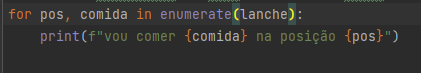 for pos, comida in enumerate(lanche):
    print(f"vou comer {comida} na posição {pos}")